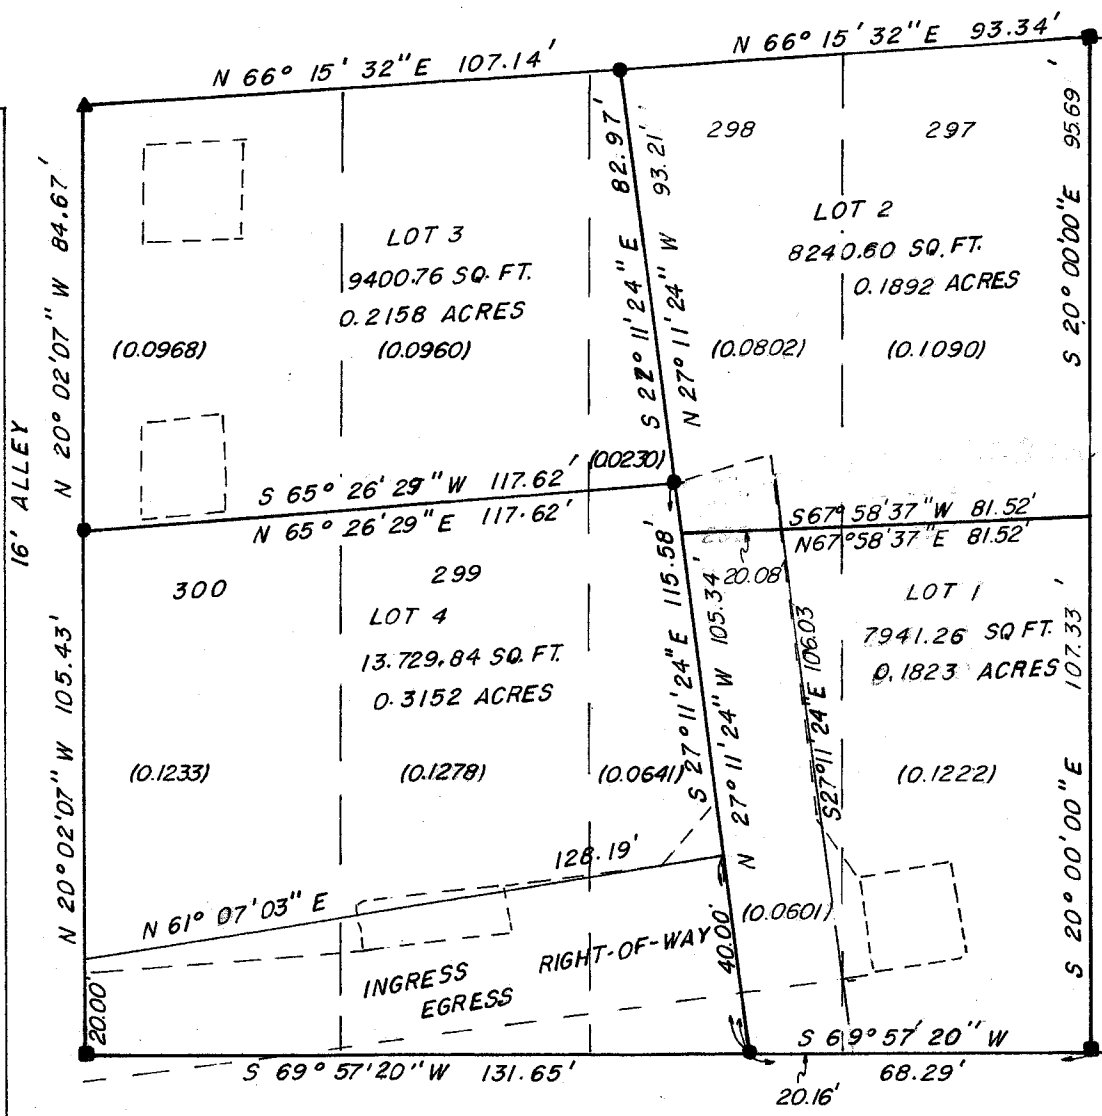 N 66° 15' 32" E 107.14'
N 66° 15' 32" E 93.34'
N 20° 02' 07" W 84.67'
16' ALLEY
LOT 3
9400.76 SQ. FT.
0.2158 ACRES
(0.0968)
(0.0960)
S 27° 11' 24" E 82.97'
N 27° 11' 24" W 93.21'
298
297
LOT 2
8240.60 SQ. FT.
0.1892 ACRES
(0.0802)
(0.1090)
S 20° 00' 00" E 95.69'
(0.0230)
S 65° 26' 29" W 117.62'
N 65° 26' 29" E 117.62'
S 67° 58' 37" W 81.52'
N 67° 58' 37" E 81.52'
20.08'
300
299
LOT 4
13.729.84 SQ. FT.
0.3152 ACRES
(0.1233)
(0.1278)
(0.0641)
N 20° 02' 07" W 105.43'
S 27° 11' 24" E 115.58'
N 27° 11' 24" W 105.34'
S 27° 11' 24" E 106.03
LOT 1
7941.26 SQ FT.
0.1823 ACRES
(0.1222)
S 20° 00' 00" E 107.33'
N 61° 07' 03" E 128.19'
(0.0601)
INGRESS
EGRESS
RIGHT-OF-WAY
40.00'
20.00'
S 69° 57' 20" W 131.65'
S 69° 57' 20" W
68.29'
20.16'